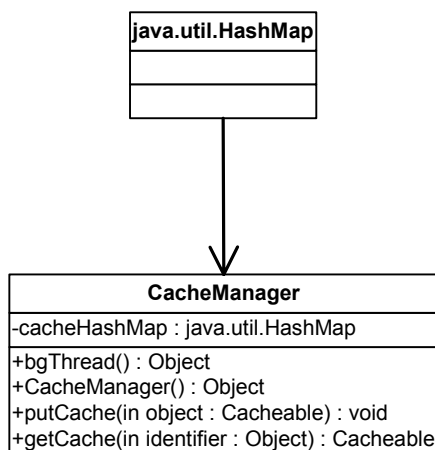 java.util.HashMap
CacheManager
-cacheHashMap : java.util.HashMap
+bgThread() : Object
+CacheManager() : Object
+putCache(in object : Cacheable) : void
+getCache(in identifier : Object) : Cacheable